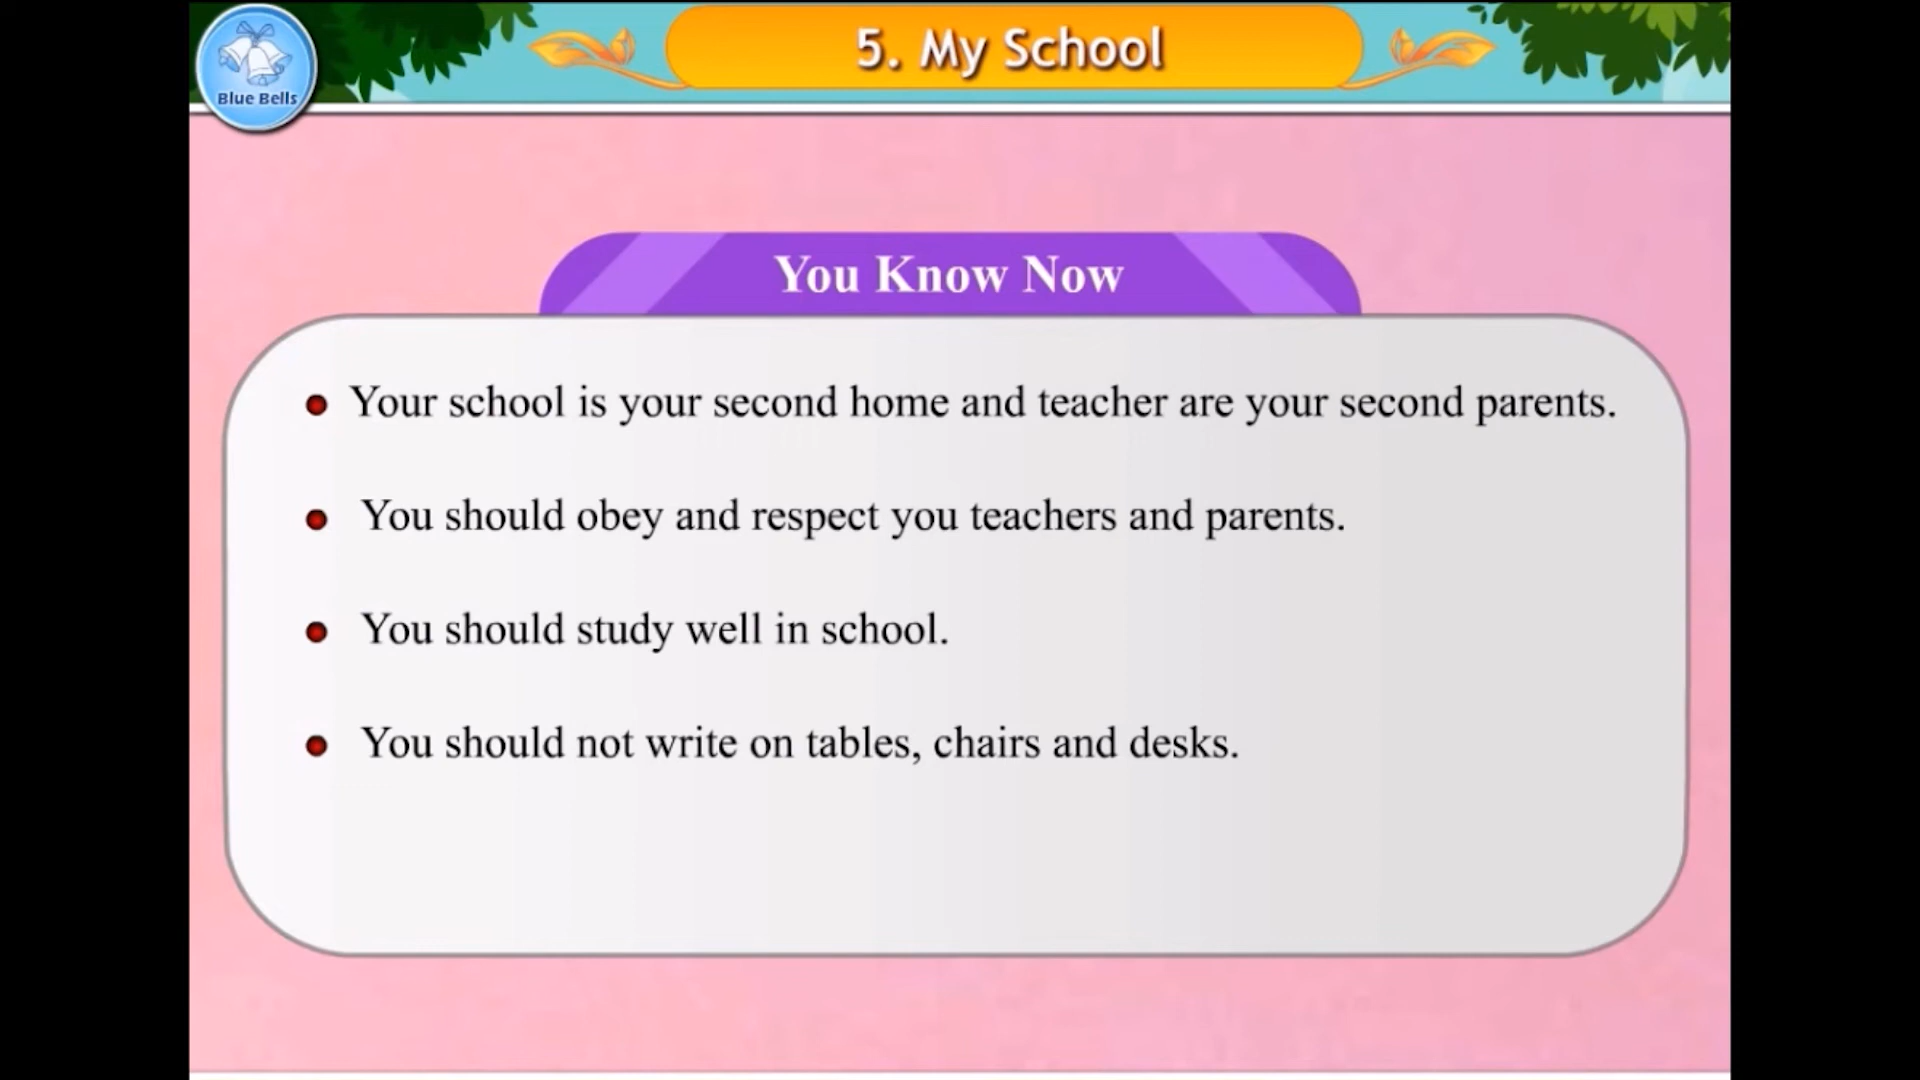 Blue Bells
5. My School
You Know Now
Your school is your second home and teacher are your second parents.
You should obey and respect you teachers and parents.
You should study well in school.
You should not write on tables, chairs and desks.